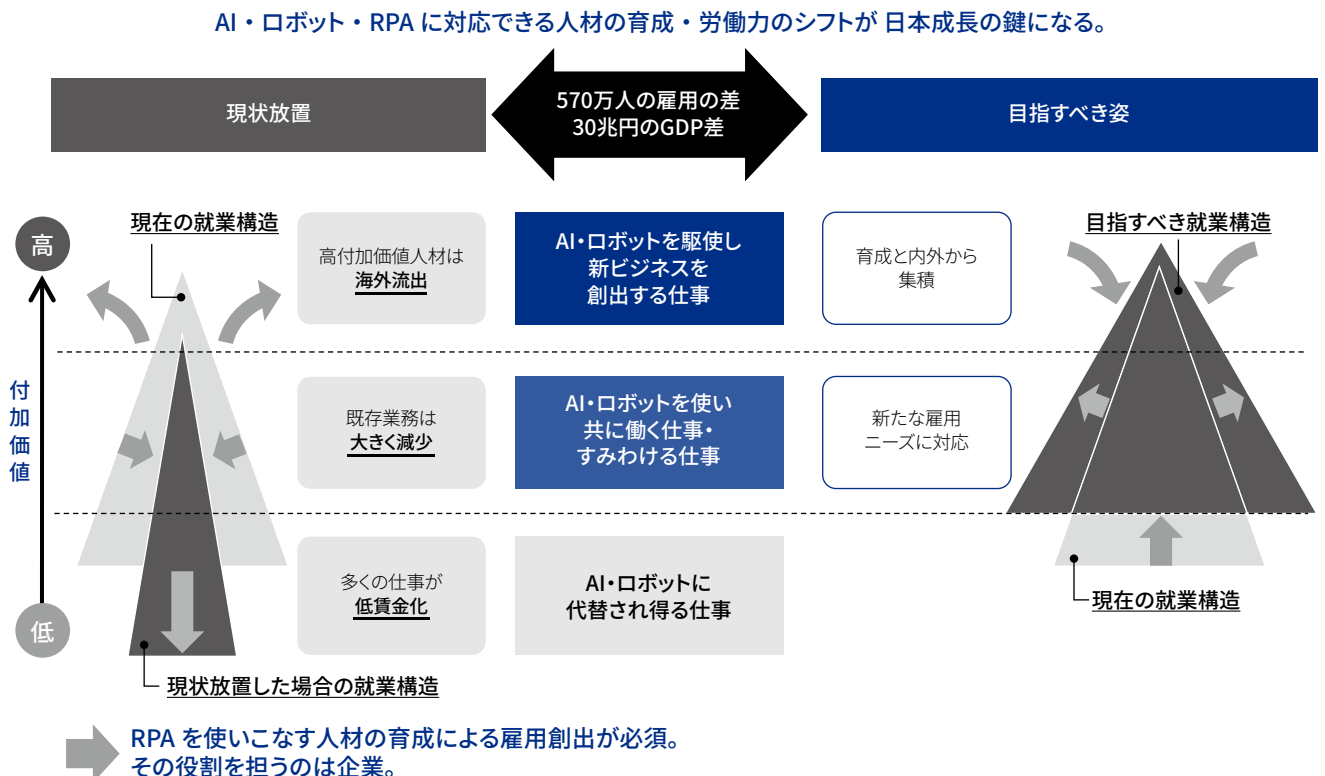 AI・ロボット・RPA に対応できる人材の育成・労働力のシフトが 日本成長の鍵になる。
現状放置
570万人の雇用の差
30兆円のGDP差
目指すべき姿
高
付加価値
低
現在の就業構造
高付加価値人材は
海外流出
AI・ロボットを駆使し
新ビジネスを
創出する仕事
育成と内外から
集積
目指すべき就業構造
既存業務は
大きく減少
AI・ロボットを使い
共に働く仕事・
すみわける仕事
新たな雇用
ニーズに対応
多くの仕事が
低賃金化
AI・ロボットに
代替され得る仕事
現在の就業構造
現状放置した場合の就業構造
RPA を使いこなす人材の育成による雇用創出が必須。
その役割を担うのは企業。